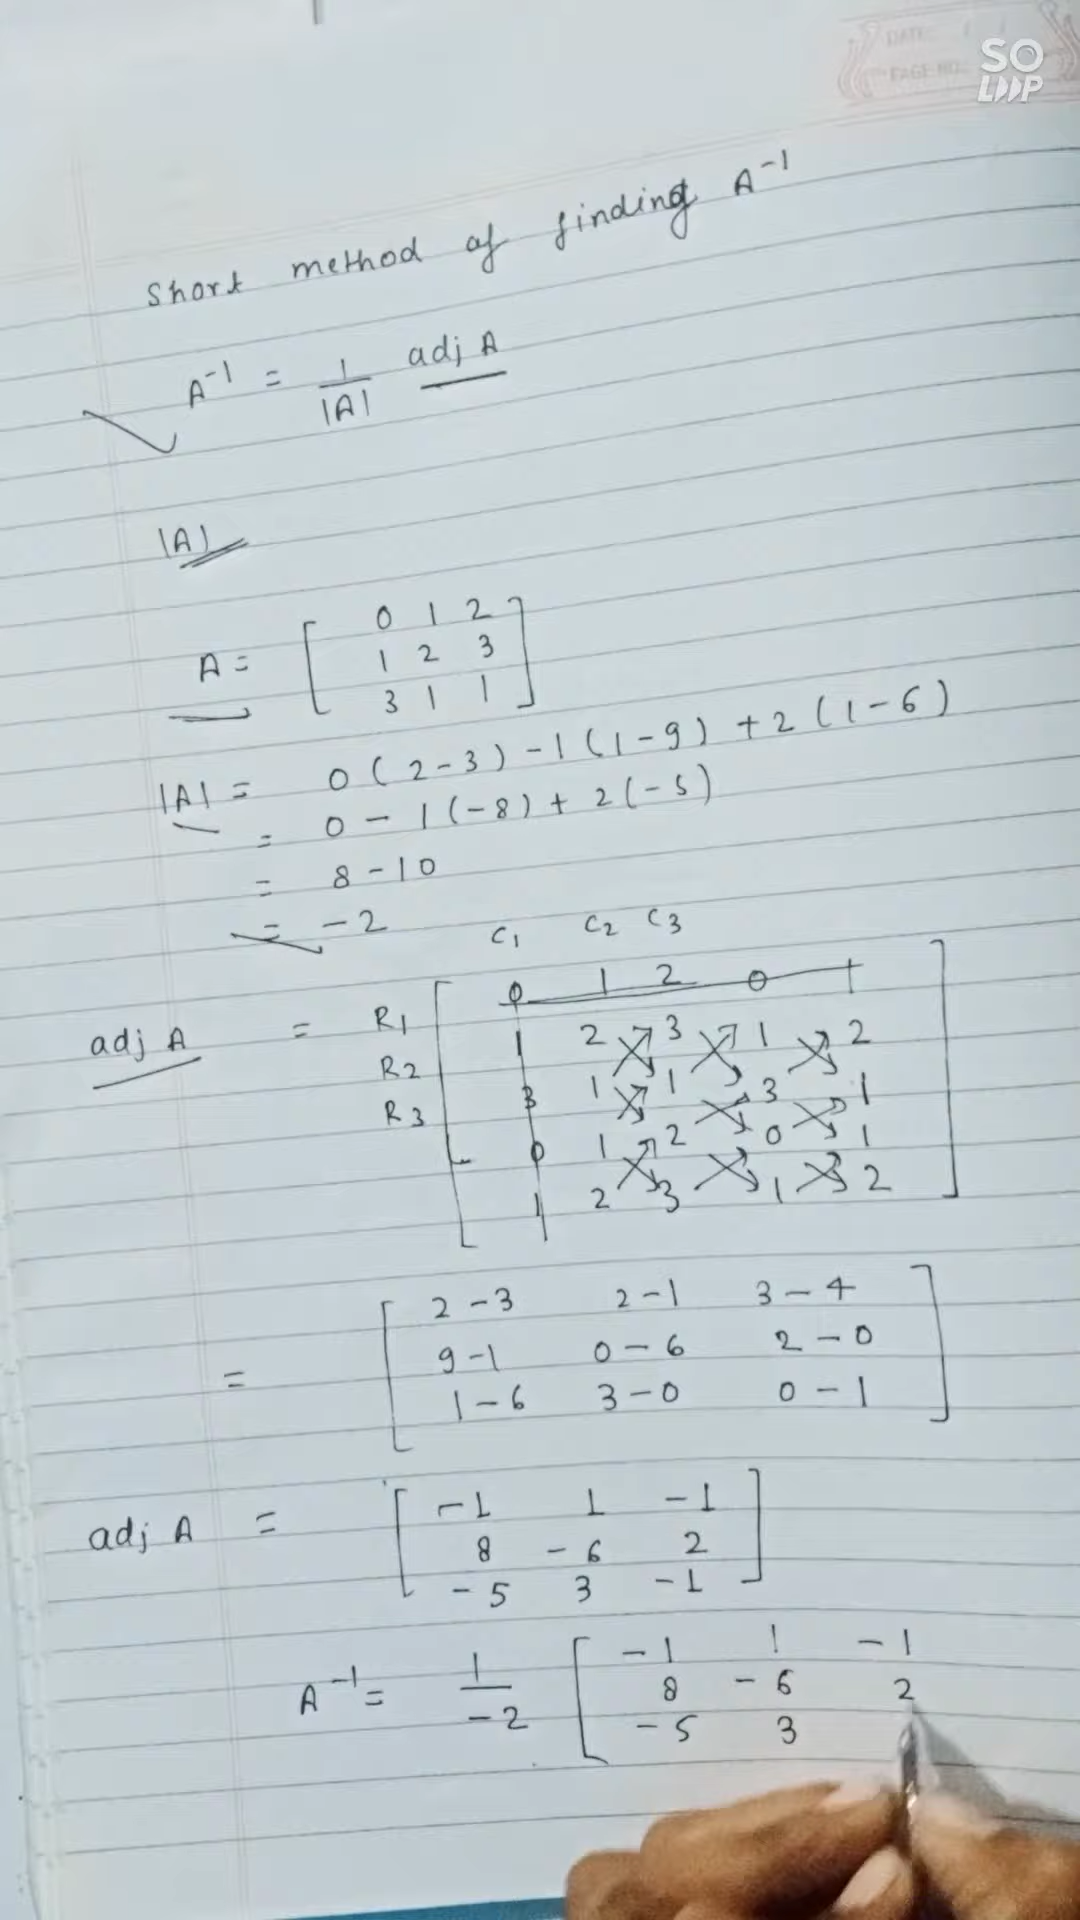 DATE: / /
PAGE NO.:
SO
LOOP
Short method of finding A⁻¹
A⁻¹ = 1/|A| adj A
|A|
A = [ 0 1 2
1 2 3
3 1 1 ]
|A| = 0 ( 2 - 3 ) - 1 ( 1 - 9 ) + 2 ( 1 - 6 )
= 0 - 1 ( - 8 ) + 2 ( - 5 )
= 8 - 10
= - 2
C₁ C₂ C₃
adj A = R₁ [ 0 1 2 0 1
R₂ 1 2 3 1 2
R₃ 3 1 1 3 1
0 1 2 0 1
1 2 3 1 2 ]
= [ 2 - 3 2 - 1 3 - 4
9 - 1 0 - 6 2 - 0
1 - 6 3 - 0 0 - 1 ]
adj A = [ - 1 1 - 1
8 - 6 2
- 5 3 - 1 ]
A⁻¹ = 1/-2 [ - 1 1 - 1
8 - 6 2
- 5 3